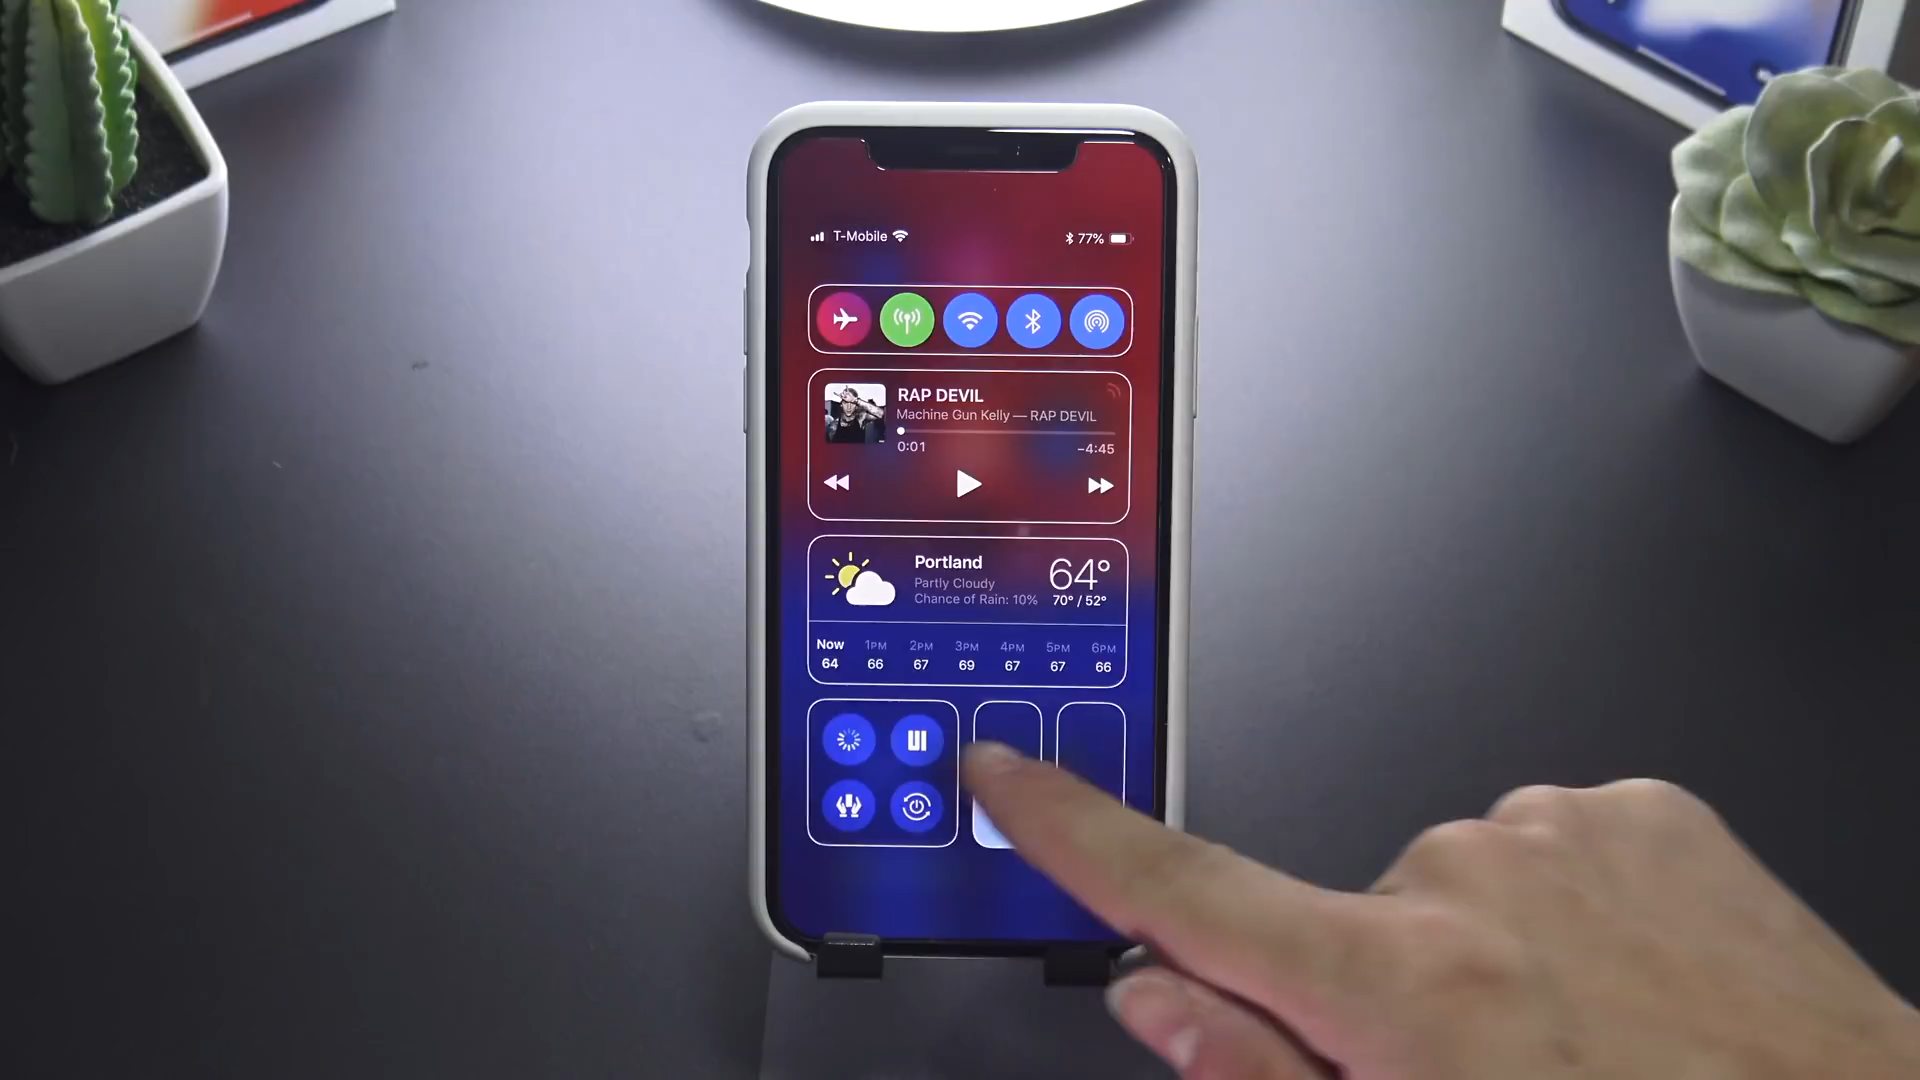 T-Mobile
77%
RAP DEVIL
Machine Gun Kelly — RAP DEVIL
0:01
-4:45
Portland
Partly Cloudy
Chance of Rain: 10%
64°
70° / 52°
Now 1PM 2PM 3PM 4PM 5PM 6PM
64 66 67 69 67 67 66
UI